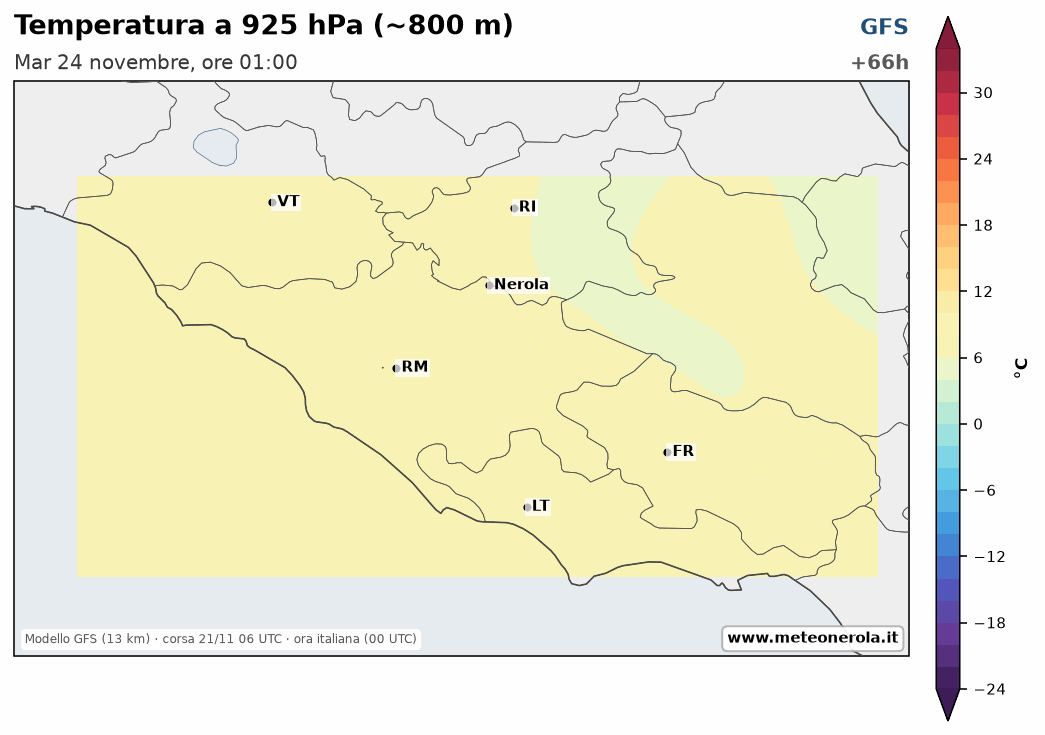 Temperatura a 925 hPa (~800 m)
GFS
Mar 24 novembre, ore 01:00
+66h
VT
RI
Nerola
RM
FR
LT
30
24
18
12
6
0
−6
−12
−18
−24
°C
Modello GFS (13 km) · corsa 21/11 06 UTC · ora italiana (00 UTC)
www.meteonerola.it